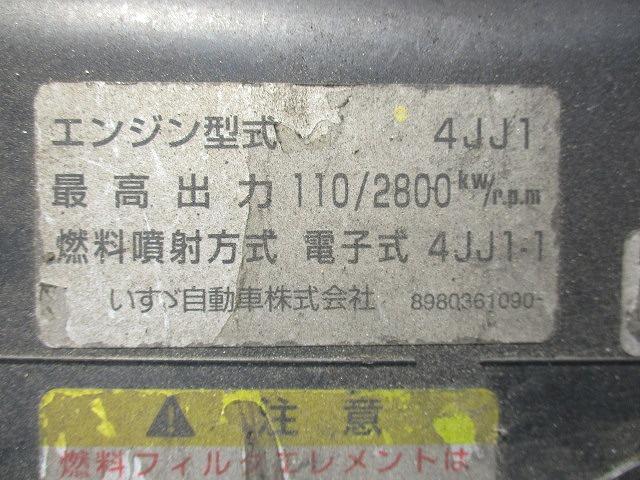 エンジン型式 4JJ1
最高出力 110/2800 kW/r.p.m
燃料噴射方式 電子式 4JJ1-1
いすゞ自動車株式会社 8980361090-
注意
燃料フィルタエレメントは